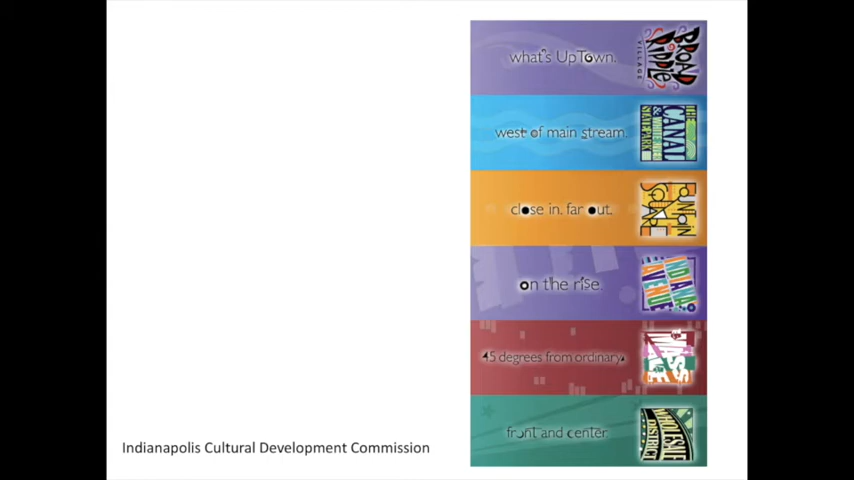 what's UpTown.
BROAD
RIPPLE
VILLAGE
west of main stream.
THE
CANAL
& WHITE RIVER
STATE PARK
close in, far out.
FOUNTAIN
SQUARE
on the rise.
INDIANA
AVENUE
45 degrees from ordinary.
MASS
AVE
front and center.
WHOLESALE
DISTRICT
Indianapolis Cultural Development Commission